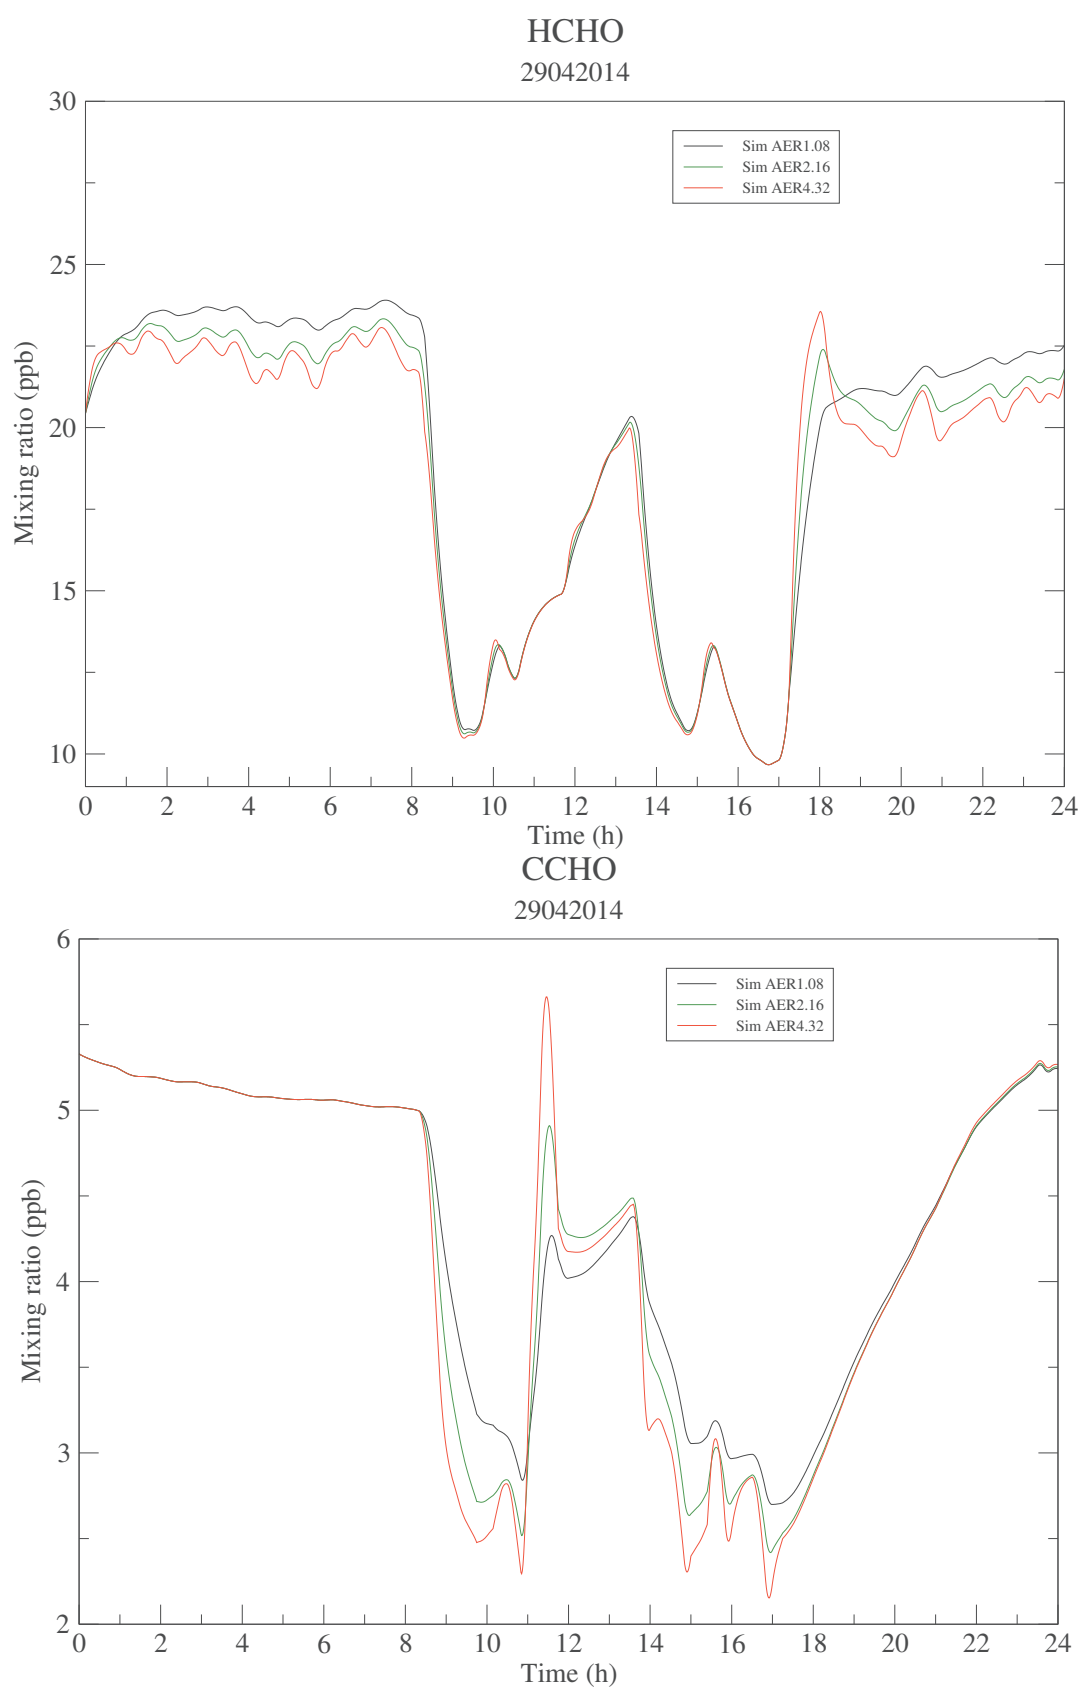 HCHO
29042014
30
25
20
15
10
Mixing ratio (ppb)
Sim AER1.08
Sim AER2.16
Sim AER4.32
0 2 4 6 8 10 12 14 16 18 20 22 24
Time (h)
CCHO
29042014
6
5
4
3
2
Mixing ratio (ppb)
Sim AER1.08
Sim AER2.16
Sim AER4.32
0 2 4 6 8 10 12 14 16 18 20 22 24
Time (h)